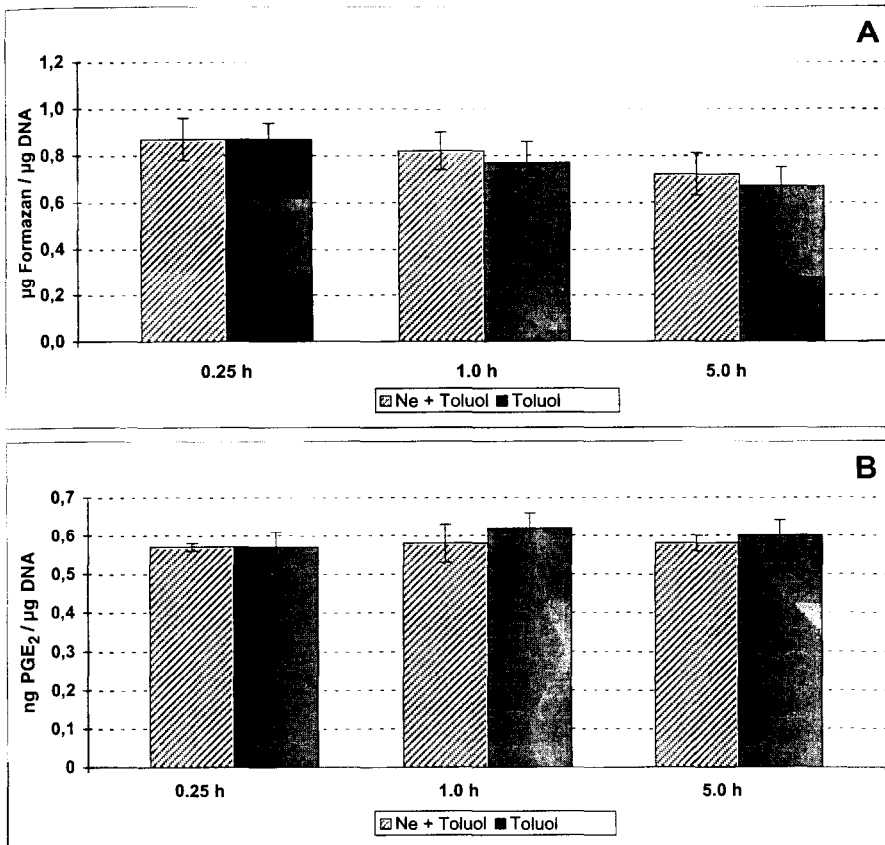 A
µg Formazan / µg DNA
1,2
1,0
0,8
0,6
0,4
0,2
0,0
0.25 h
1.0 h
5.0 h
Ne + Toluol
Toluol
B
ng PGE₂ / µg DNA
0,7
0,6
0,5
0,4
0,3
0,2
0,1
0
0.25 h
1.0 h
5.0 h
Ne + Toluol
Toluol